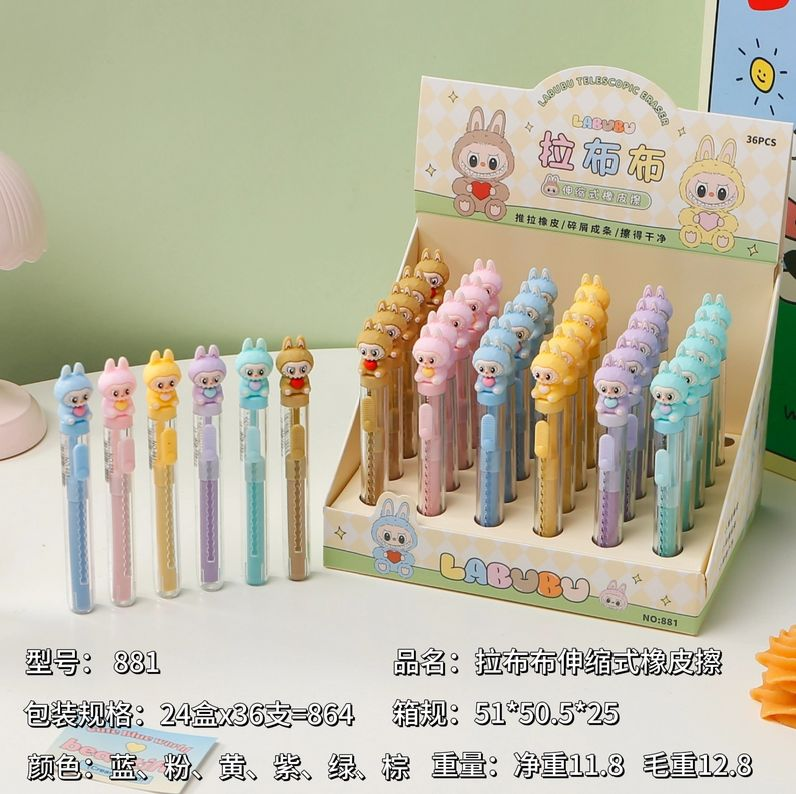 LABUBU TELESCOPIC ERASER
LABUBU
36PCS
拉布布
伸缩式橡皮擦
推拉橡皮/碎屑成条/擦得干净
LABUBU
NO:881
型号： 881
品名：拉布布伸缩式橡皮擦
包装规格：24盒x36支=864
箱规：51*50.5*25
颜色：蓝、粉、黄、紫、绿、棕
重量：净重11.8 毛重12.8